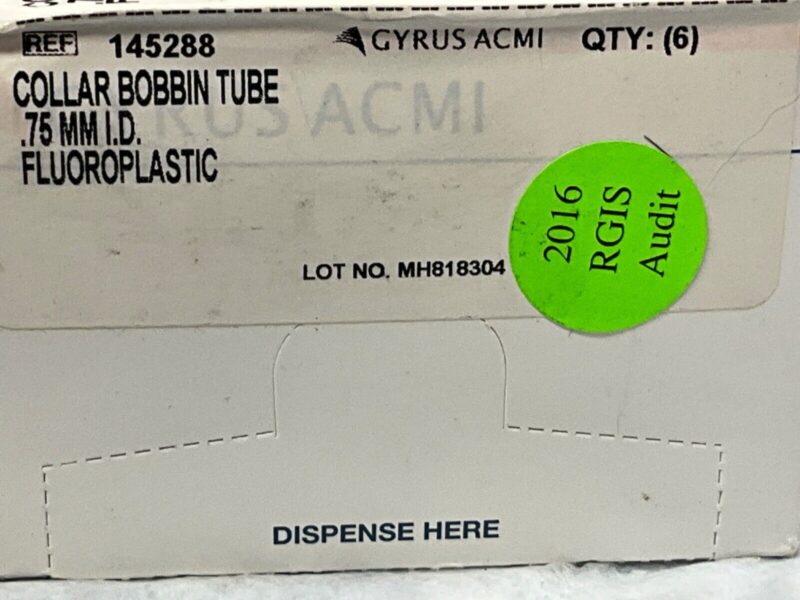 REF 145288 GYRUS ACMI QTY: (6)
COLLAR BOBBIN TUBE
.75 MM I.D.
FLUOROPLASTIC
RUS ACMI
2016
RGIS
Audit
LOT NO. MH818304
DISPENSE HERE